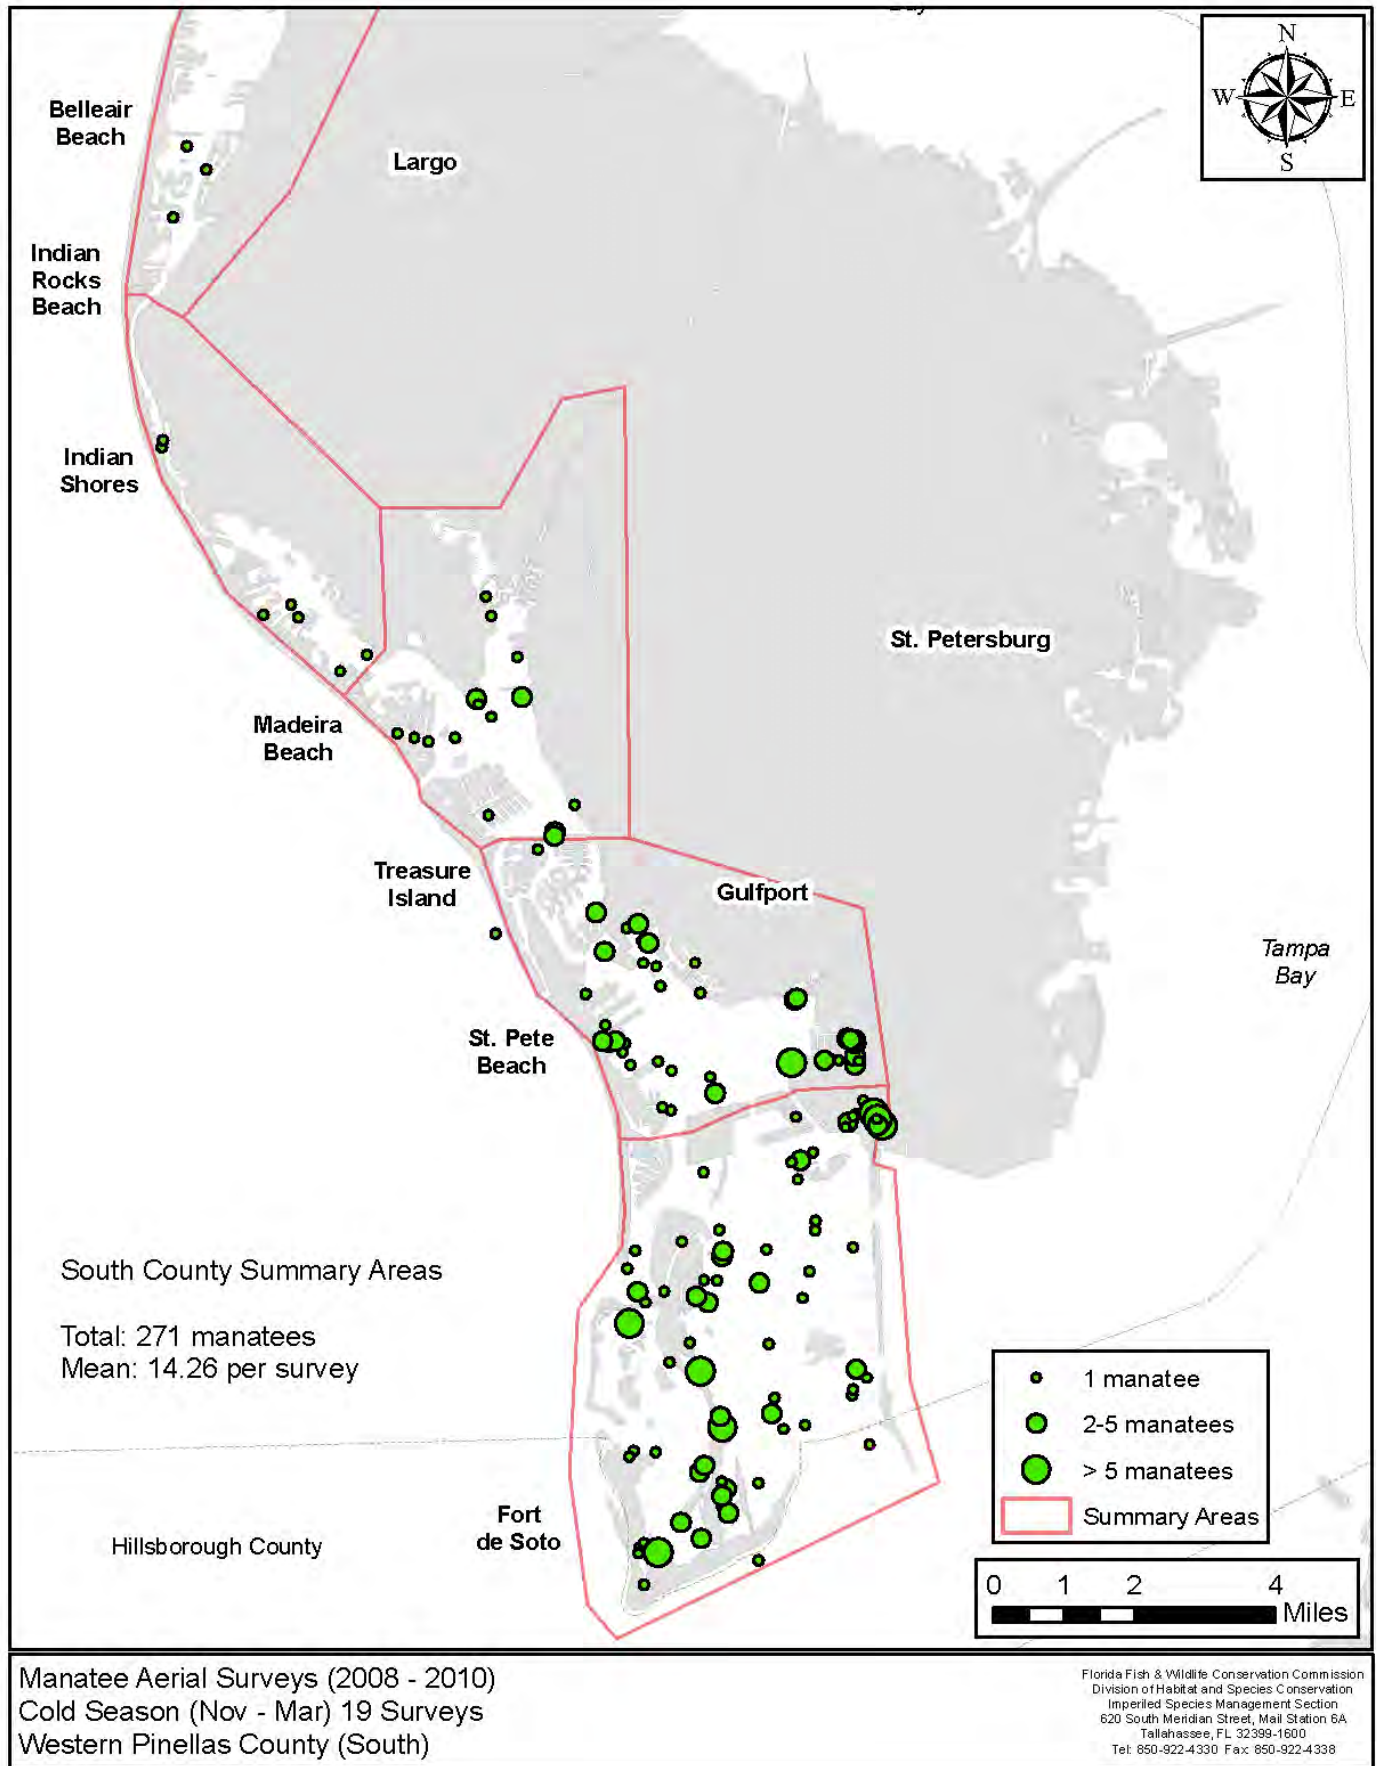 N
W
E
S
Belleair
Beach
Largo
Indian
Rocks
Beach
Indian
Shores
St. Petersburg
Madeira
Beach
Treasure
Island
Gulfport
Tampa
Bay
St. Pete
Beach
South County Summary Areas
Total: 271 manatees
Mean: 14.26 per survey
1 manatee
2-5 manatees
> 5 manatees
Summary Areas
Fort
de Soto
Hillsborough County
0 1 2 4
Miles
Manatee Aerial Surveys (2008 - 2010)
Cold Season (Nov - Mar) 19 Surveys
Western Pinellas County (South)
Florida Fish & Wildlife Conservation Commission
Division of Habitat and Species Conservation
Imperiled Species Management Section
620 South Meridian Street, Mail Station 6A
Tallahassee, FL 32399-1600
Tel: 850-922-4330 Fax: 850-922-4338